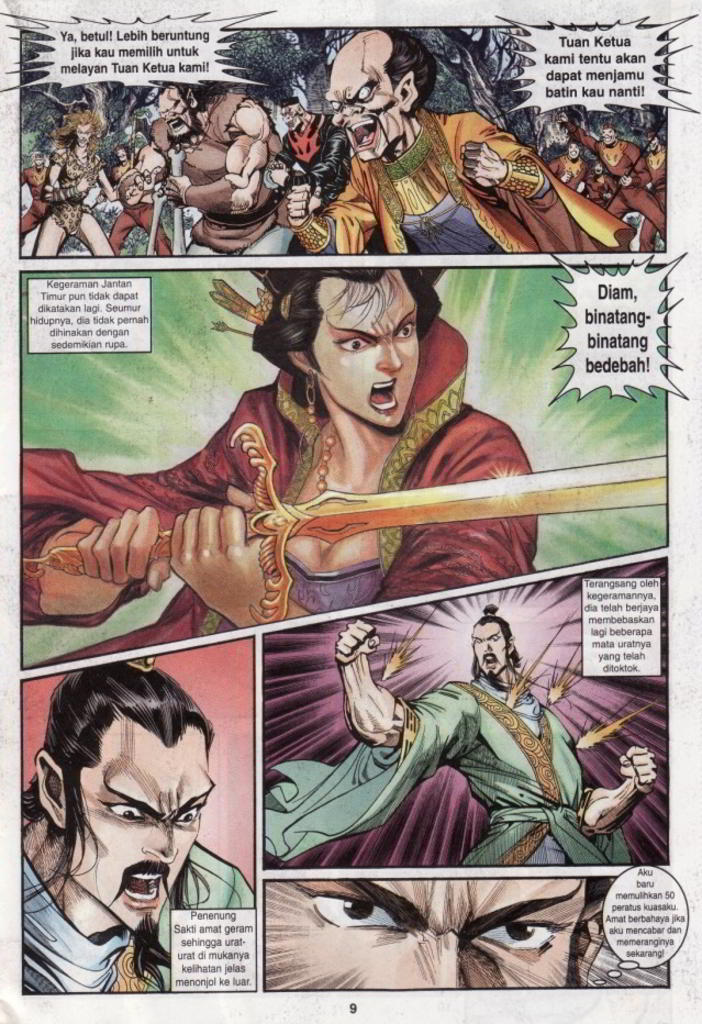 Ya, betul! Lebih beruntung
jika kau memilih untuk
melayan Tuan Ketua kami!
Tuan Ketua
kami tentu akan
dapat menjamu
batin kau nanti!
Kegeraman Jantan
Timur pun tidak dapat
dikatakan lagi. Seumur
hidupnya, dia tidak pernah
dihinakan dengan
sedemikian rupa.
Diam,
binatang-
binatang
bedebah!
Terangsang oleh
kegeramannya,
dia telah berjaya
membebaskan
lagi beberapa
mata uratnya
yang telah
ditoktok.
Penenung
Sakti amat geram
sehingga urat-
urat di mukanya
kelihatan jelas
menonjol ke luar.
Aku
baru
memulihkan 50
peratus kuasaku.
Amat berbahaya jika
aku mencabar dan
memeranginya
sekarang!
9